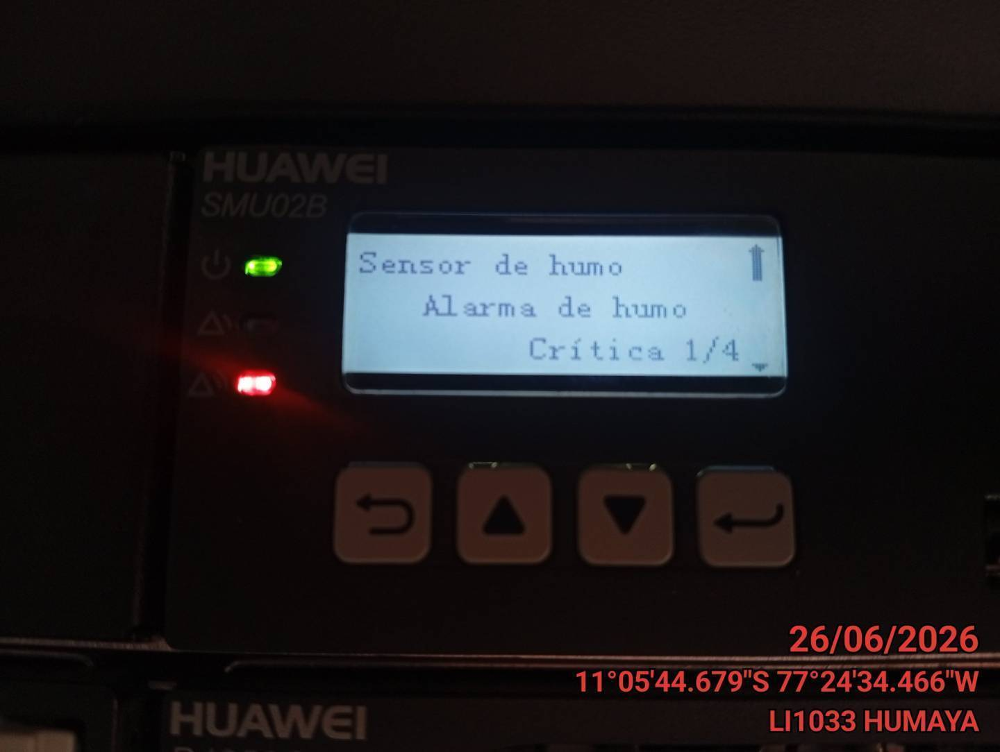 HUAWEI
SMU02B
Sensor de humo
Alarma de humo
Crítica 1/4
26/06/2026
11°05'44.679"S 77°24'34.466"W
LI1033 HUMAYA
HUAWEI